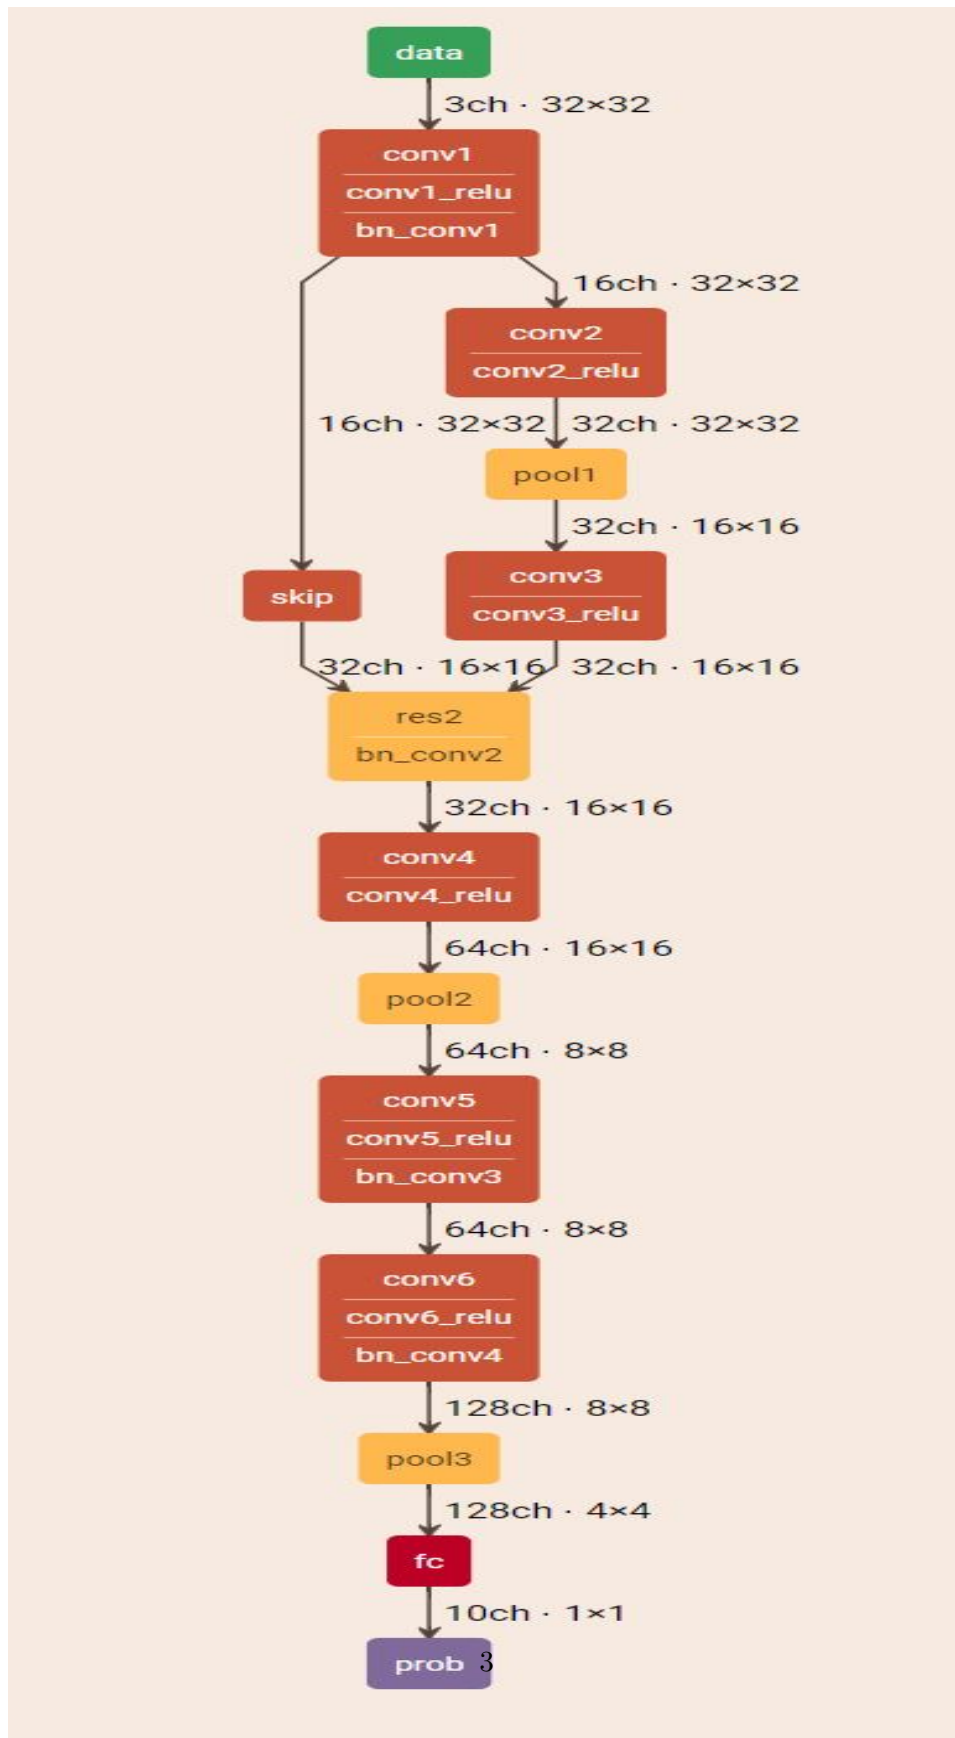 data
3ch · 32×32
conv1
conv1_relu
bn_conv1
16ch · 32×32
conv2
conv2_relu
16ch · 32×32
32ch · 32×32
pool1
32ch · 16×16
skip
conv3
conv3_relu
32ch · 16×16
32ch · 16×16
res2
bn_conv2
32ch · 16×16
conv4
conv4_relu
64ch · 16×16
pool2
64ch · 8×8
conv5
conv5_relu
bn_conv3
64ch · 8×8
conv6
conv6_relu
bn_conv4
128ch · 8×8
pool3
128ch · 4×4
fc
10ch · 1×1
prob
3